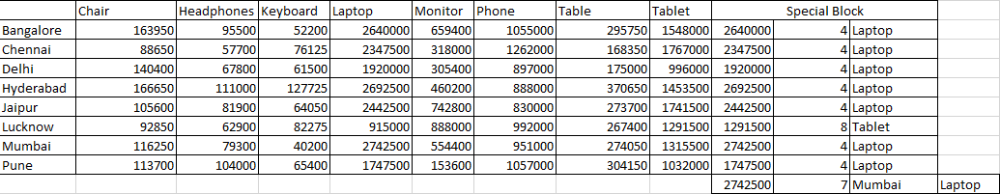 Chair Headphones Keyboard Laptop Monitor Phone Table Tablet Special Block
Bangalore 163950 95500 52200 2640000 659400 1055000 295750 1548000 2640000 4 Laptop
Chennai 88650 57700 76125 2347500 318000 1262000 168350 1767000 2347500 4 Laptop
Delhi 140400 67800 61500 1920000 305400 897000 175000 996000 1920000 4 Laptop
Hyderabad 166650 111000 127725 2692500 460200 888000 370650 1453500 2692500 4 Laptop
Jaipur 105600 81900 64050 2442500 742800 830000 273700 1741500 2442500 4 Laptop
Lucknow 92850 62900 82275 915000 888000 992000 267400 1291500 1291500 8 Tablet
Mumbai 116250 79300 40200 2742500 554400 951000 274050 1315500 2742500 4 Laptop
Pune 113700 104000 65400 1747500 153600 1057000 304150 1032000 1747500 4 Laptop
2742500 7 Mumbai Laptop